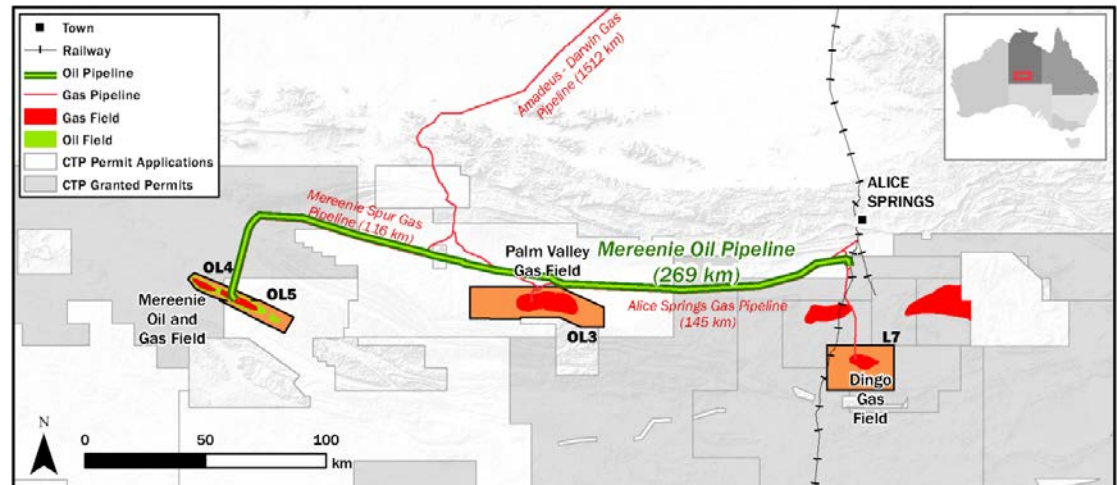 Town
Railway
Oil Pipeline
Gas Pipeline
Gas Field
Oil Field
CTP Permit Applications
CTP Granted Permits
Amadeus - Darwin Gas
Pipeline (1512 km)
ALICE
SPRINGS
Mereenie Spur Gas
Pipeline (116 km)
Palm Valley
Gas Field
Mereenie Oil Pipeline
(269 km)
OL4
OL5
Mereenie
Oil and
Gas Field
Alice Springs Gas Pipeline
(145 km)
OL3
L7
Dingo
Gas
Field
N
0 50 100
km